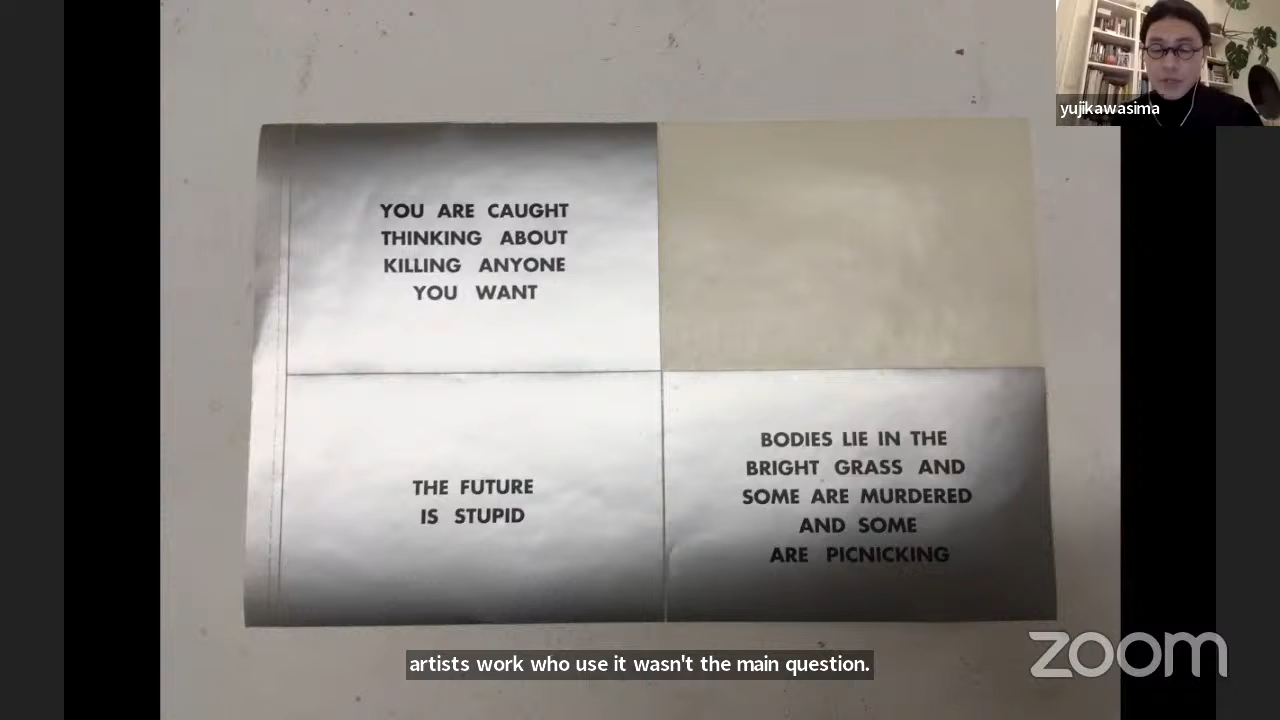 yujikawasima
YOU ARE CAUGHT
THINKING ABOUT
KILLING ANYONE
YOU WANT
THE FUTURE
IS STUPID
BODIES LIE IN THE
BRIGHT GRASS AND
SOME ARE MURDERED
AND SOME
ARE PICNICKING
artists work who use it wasn't the main question.
zoom